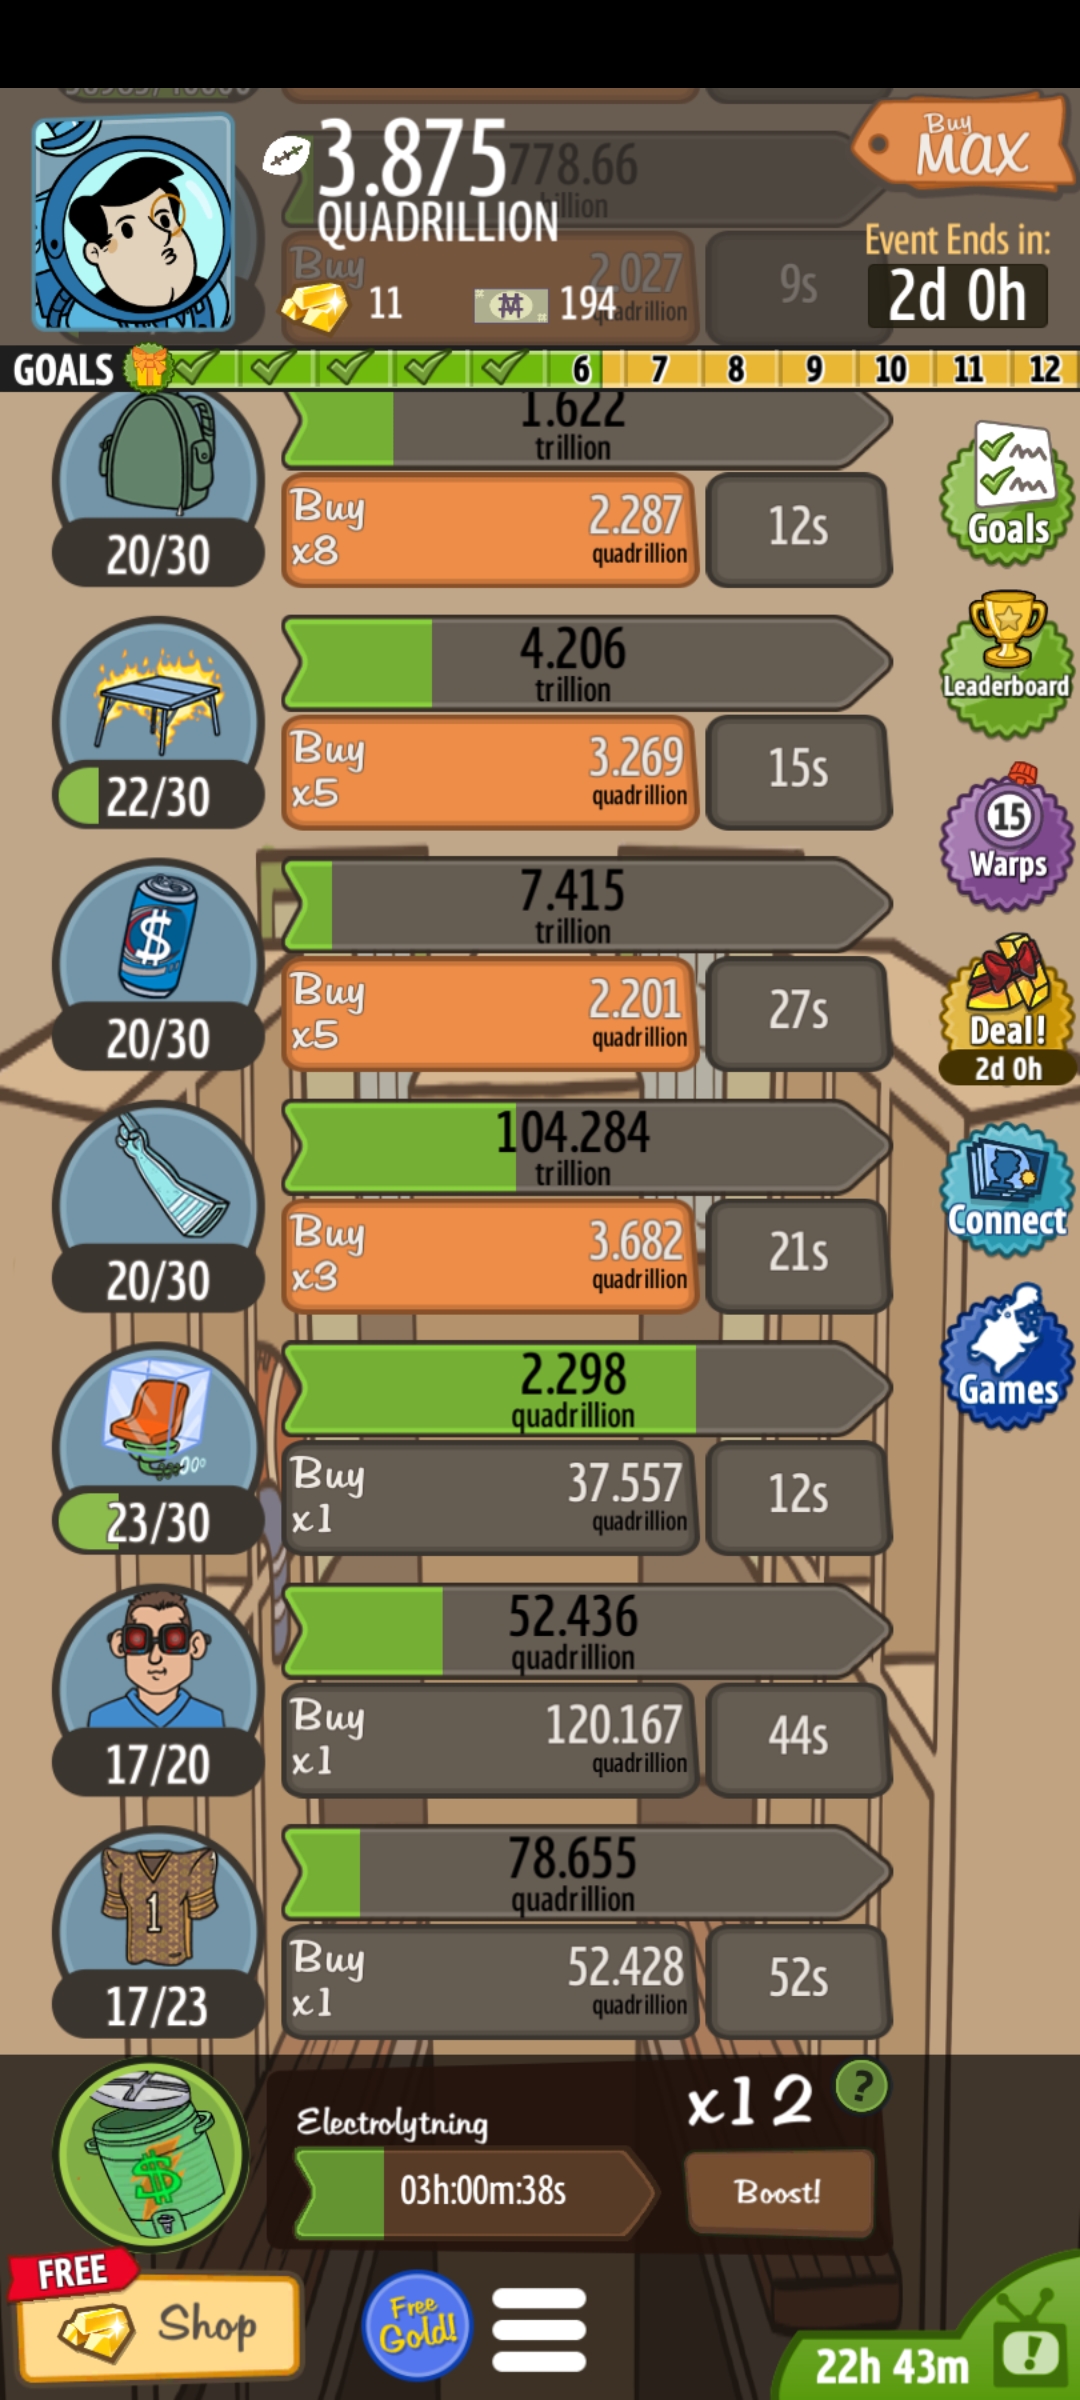 3.875
QUADRILLION
778.66
Buy
MAX
Buy
2.027
quadrillion
9s
11
194
Event Ends in:
2d 0h
GOALS
6 7 8 9 10 11 12
1.622
trillion
20/30
Buy
x8
2.287
quadrillion
12s
Goals
4.206
trillion
22/30
Buy
x5
3.269
quadrillion
15s
Leaderboard
15
Warps
7.415
trillion
20/30
Buy
x5
2.201
quadrillion
27s
Deal!
2d 0h
104.284
trillion
20/30
Buy
x3
3.682
quadrillion
21s
Connect
2.298
quadrillion
23/30
Buy
x1
37.557
quadrillion
12s
Games
52.436
quadrillion
17/20
Buy
x1
120.167
quadrillion
44s
1
78.655
quadrillion
17/23
Buy
x1
52.428
quadrillion
52s
Electrolytning
x12
?
03h:00m:38s
Boost!
FREE
Shop
Free
Gold!
22h 43m